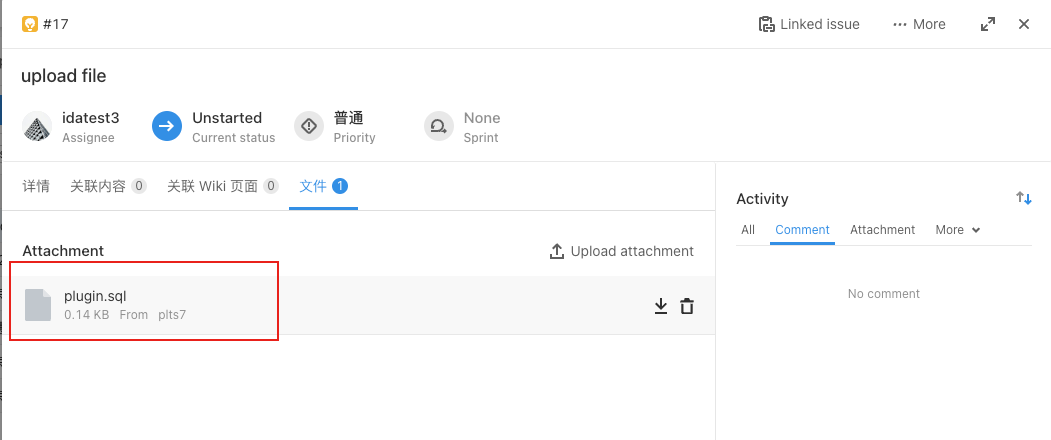 #17
Linked issue
More
upload file
idatest3
Assignee
Unstarted
Current status
普通
Priority
None
Sprint
详情
关联内容 0
关联 Wiki 页面 0
文件 1
Attachment
Upload attachment
plugin.sql
0.14 KB From plts7
Activity
All
Comment
Attachment
More
No comment